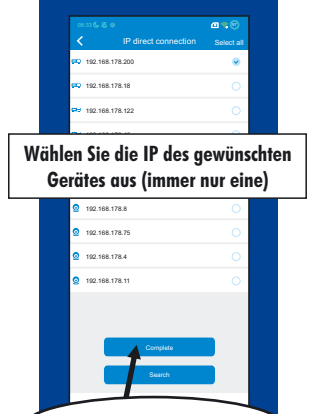 08:33
IP direct connection
Select all
192.168.178.200
192.168.178.18
192.168.178.122
Wählen Sie die IP des gewünschten
Gerätes aus (immer nur eine)
192.168.178.8
192.168.178.75
192.168.178.4
192.168.178.11
Complete
Search